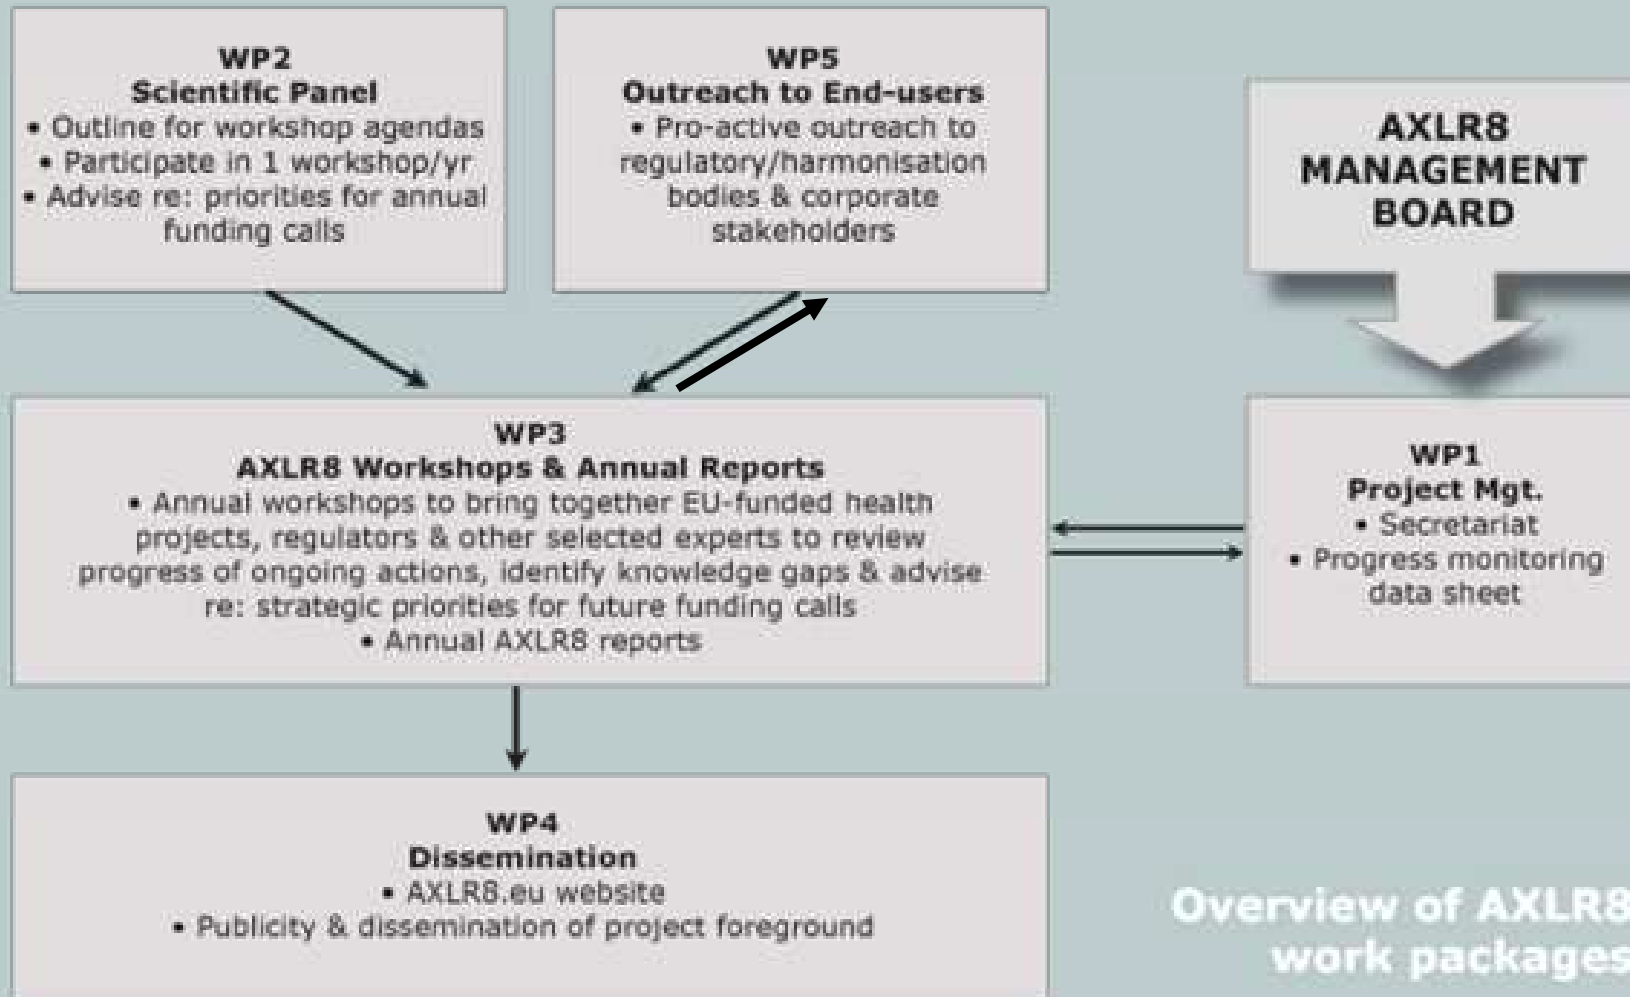 WP2
Scientific Panel
• Outline for workshop agendas
• Participate in 1 workshop/yr
• Advise re: priorities for annual
funding calls
WP5
Outreach to End-users
• Pro-active outreach to
regulatory/harmonisation
bodies & corporate
stakeholders
AXLR8
MANAGEMENT
BOARD
WP3
AXLR8 Workshops & Annual Reports
• Annual workshops to bring together EU-funded health
projects, regulators & other selected experts to review
progress of ongoing actions, identify knowledge gaps & advise
re: strategic priorities for future funding calls
• Annual AXLR8 reports
WP1
Project Mgt.
• Secretariat
• Progress monitoring
data sheet
WP4
Dissemination
• AXLR8.eu website
• Publicity & dissemination of project foreground
Overview of AXLR8
work packages